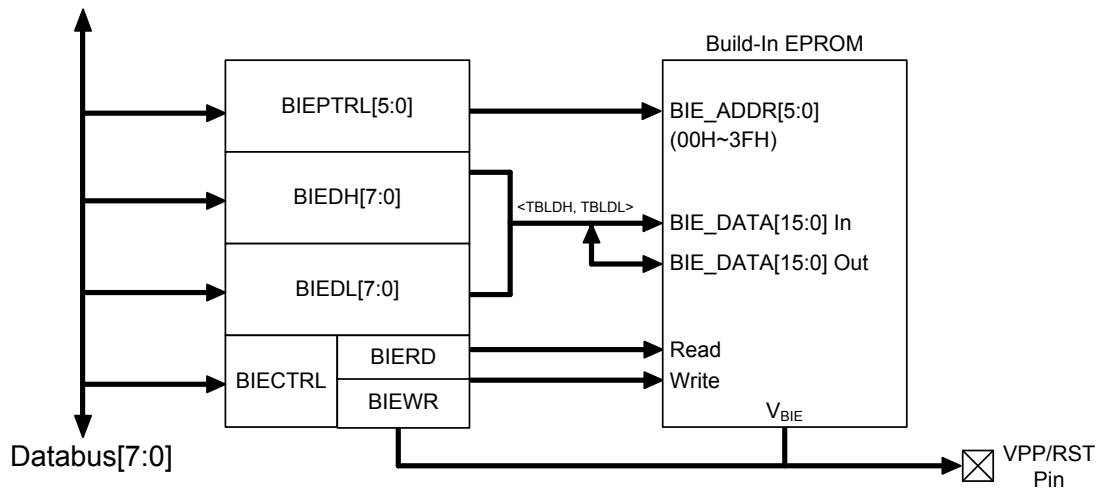 Build-In EPROM
BIEPTRL[5:0]
BIE_ADDR[5:0]
(00H~3FH)
BIEDH[7:0]
<TBLDH, TBLDL>
BIE_DATA[15:0] In
BIE_DATA[15:0] Out
BIEDL[7:0]
BIECTRL
BIERD
Read
BIEWR
Write
VBIE
Databus[7:0]
VPP/RST
Pin